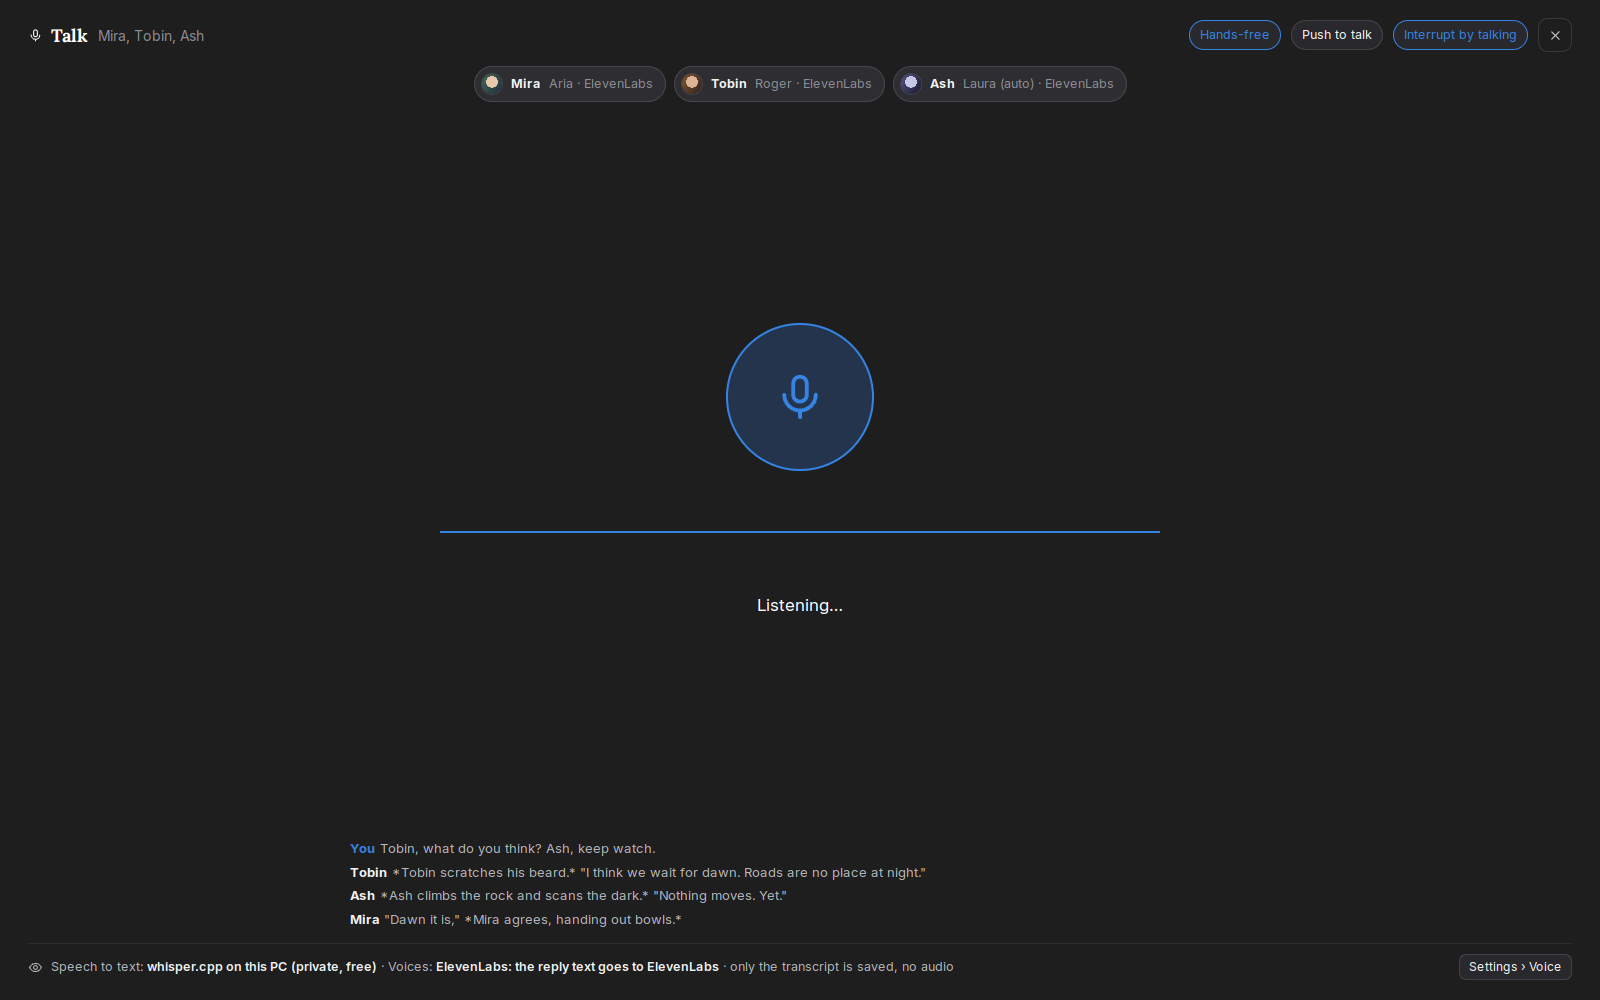 Talk Mira, Tobin, Ash
Hands-free Push to talk Interrupt by talking
Mira Aria · ElevenLabs
Tobin Roger · ElevenLabs
Ash Laura (auto) · ElevenLabs
Listening...
You Tobin, what do you think? Ash, keep watch.
Tobin *Tobin scratches his beard.* "I think we wait for dawn. Roads are no place at night."
Ash *Ash climbs the rock and scans the dark.* "Nothing moves. Yet."
Mira "Dawn it is," *Mira agrees, handing out bowls.*
Speech to text: whisper.cpp on this PC (private, free) · Voices: ElevenLabs: the reply text goes to ElevenLabs · only the transcript is saved, no audio
Settings › Voice